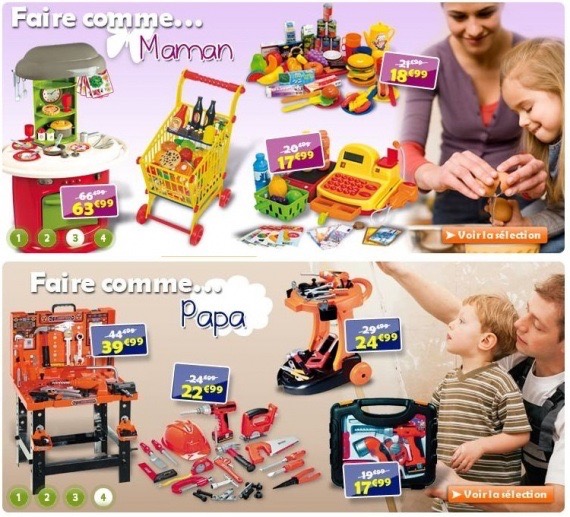 Faire comme...
Maman
21€99
18€99
20€99
17€99
66€99
63€99
1 2 3 4
Voir la sélection
Faire comme...
Papa
44€99
39€99
29€99
24€99
24€99
22€99
19€99
17€99
1 2 3 4
Voir la sélection